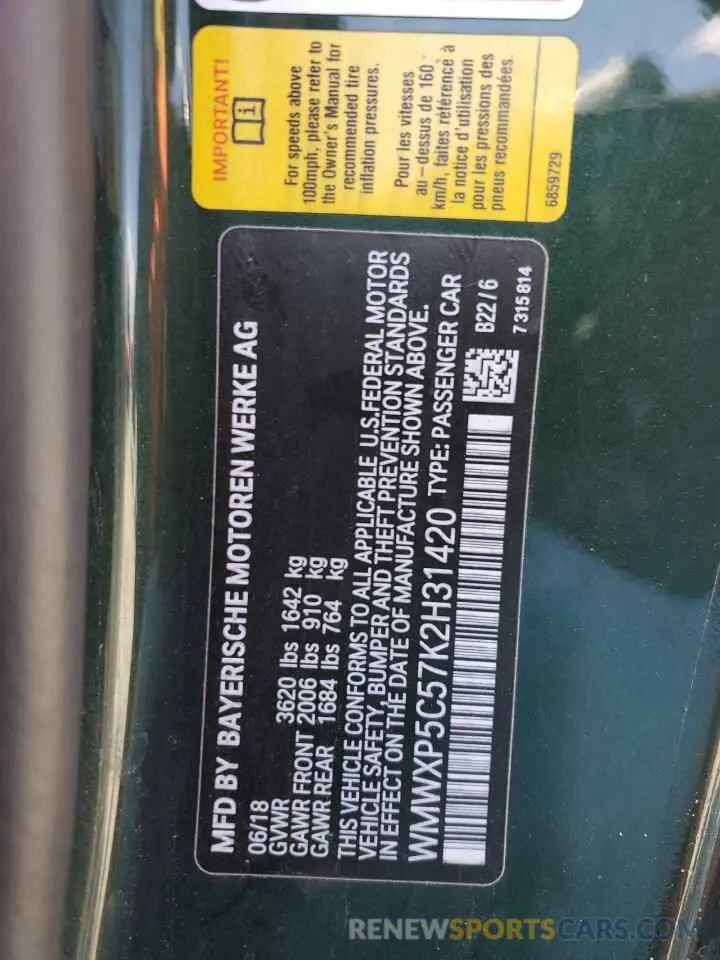 IMPORTANT!
i
For speeds above
100mph, please refer to
the Owner's Manual for
recommended tire
inflation pressures.
Pour les vitesses
au-dessus de 160
km/h, faites référence à
la notice d'utilisation
pour les pressions des
pneus recommandées.
6859729
MFD BY BAYERISCHE MOTOREN WERKE AG
06/18
GVWR 3620 lbs 1642 kg
GAWR FRONT 2006 lbs 910 kg
GAWR REAR 1684 lbs 764 kg
THIS VEHICLE CONFORMS TO ALL APPLICABLE U.S.FEDERAL MOTOR
VEHICLE SAFETY, BUMPER AND THEFT PREVENTION STANDARDS
IN EFFECT ON THE DATE OF MANUFACTURE SHOWN ABOVE.
WMWXP5C57K2H31420 TYPE: PASSENGER CAR
B22/6
7315814
RENEWSPORTSCARS.COM